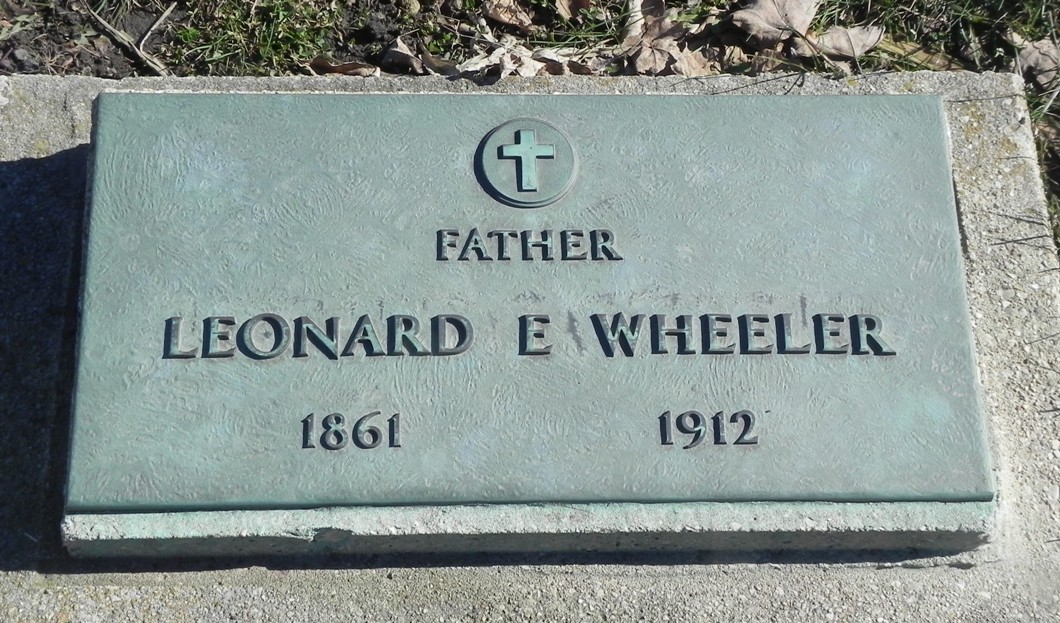 FATHER
LEONARD E WHEELER
1861 1912